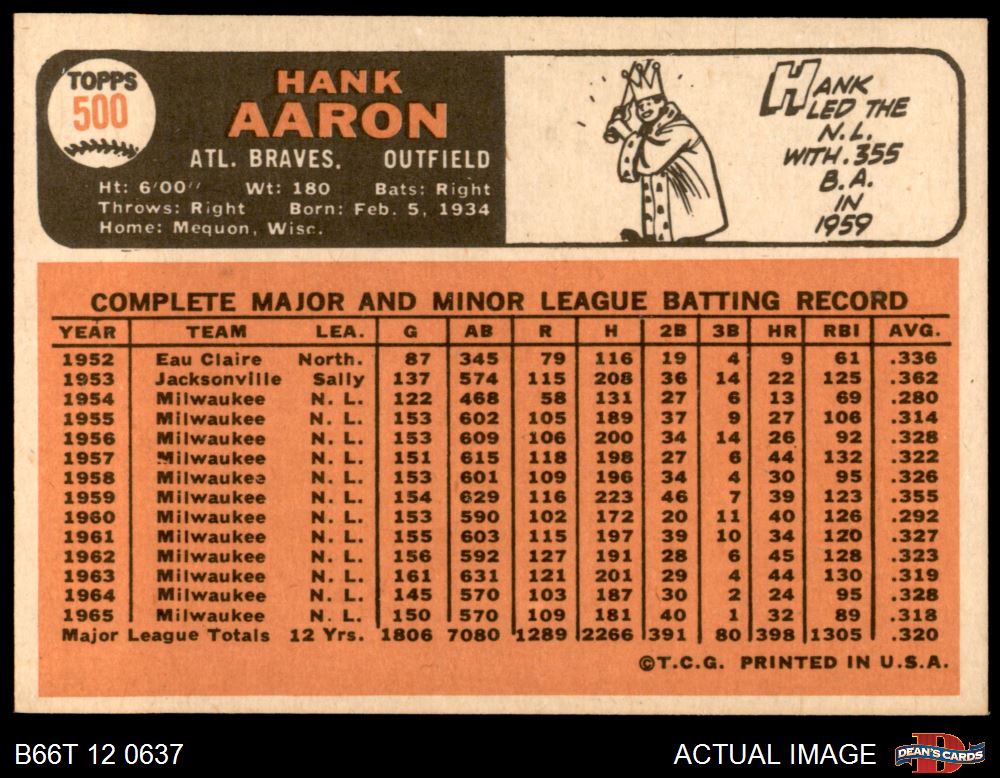 TOPPS
500
HANK
AARON
ATL. BRAVES. OUTFIELD
Ht: 6'00" Wt: 180 Bats: Right
Throws: Right Born: Feb. 5, 1934
Home: Mequon, Wisc.
HANK
LED THE
N.L.
WITH .355
B.A.
IN
1959
COMPLETE MAJOR AND MINOR LEAGUE BATTING RECORD
YEAR TEAM LEA. G AB R H 2B 3B HR RBI AVG.
1952 Eau Claire North. 87 345 79 116 19 4 9 61 .336
1953 Jacksonville Sally 137 574 115 208 36 14 22 125 .362
1954 Milwaukee N. L. 122 468 58 131 27 6 13 69 .280
1955 Milwaukee N. L. 153 602 105 189 37 9 27 106 .314
1956 Milwaukee N. L. 153 609 106 200 34 14 26 92 .328
1957 Milwaukee N. L. 151 615 118 198 27 6 44 132 .322
1958 Milwaukee N. L. 153 601 109 196 34 4 30 95 .326
1959 Milwaukee N. L. 154 629 116 223 46 7 39 123 .355
1960 Milwaukee N. L. 153 590 102 172 20 11 40 126 .292
1961 Milwaukee N. L. 155 603 115 197 39 10 34 120 .327
1962 Milwaukee N. L. 156 592 127 191 28 6 45 128 .323
1963 Milwaukee N. L. 161 631 121 201 29 4 44 130 .319
1964 Milwaukee N. L. 145 570 103 187 30 2 24 95 .328
1965 Milwaukee N. L. 150 570 109 181 40 1 32 89 .318
Major League Totals 12 Yrs. 1806 7080 1289 2266 391 80 398 1305 .320
©T.C.G. PRINTED IN U.S.A.
B66T 12 0637 ACTUAL IMAGE
D
DEAN'S CARDS